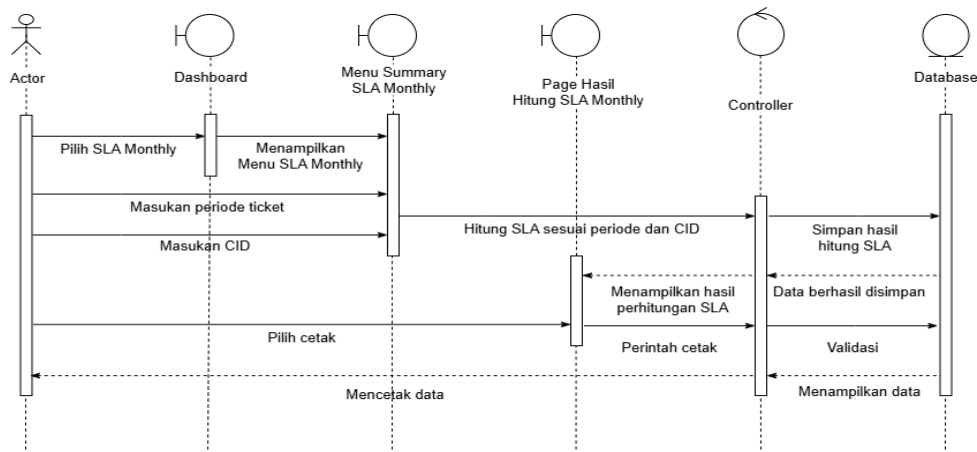 Actor
Dashboard
Menu Summary
SLA Monthly
Page Hasil
Hitung SLA Monthly
Controller
Database
Pilih SLA Monthly
Menampilkan
Menu SLA Monthly
Masukan periode ticket
Hitung SLA sesuai periode dan CID
Simpan hasil
hitung SLA
Masukan CID
Menampilkan hasil
perhitungan SLA
Data berhasil disimpan
Pilih cetak
Perintah cetak
Validasi
Mencetak data
Menampilkan data